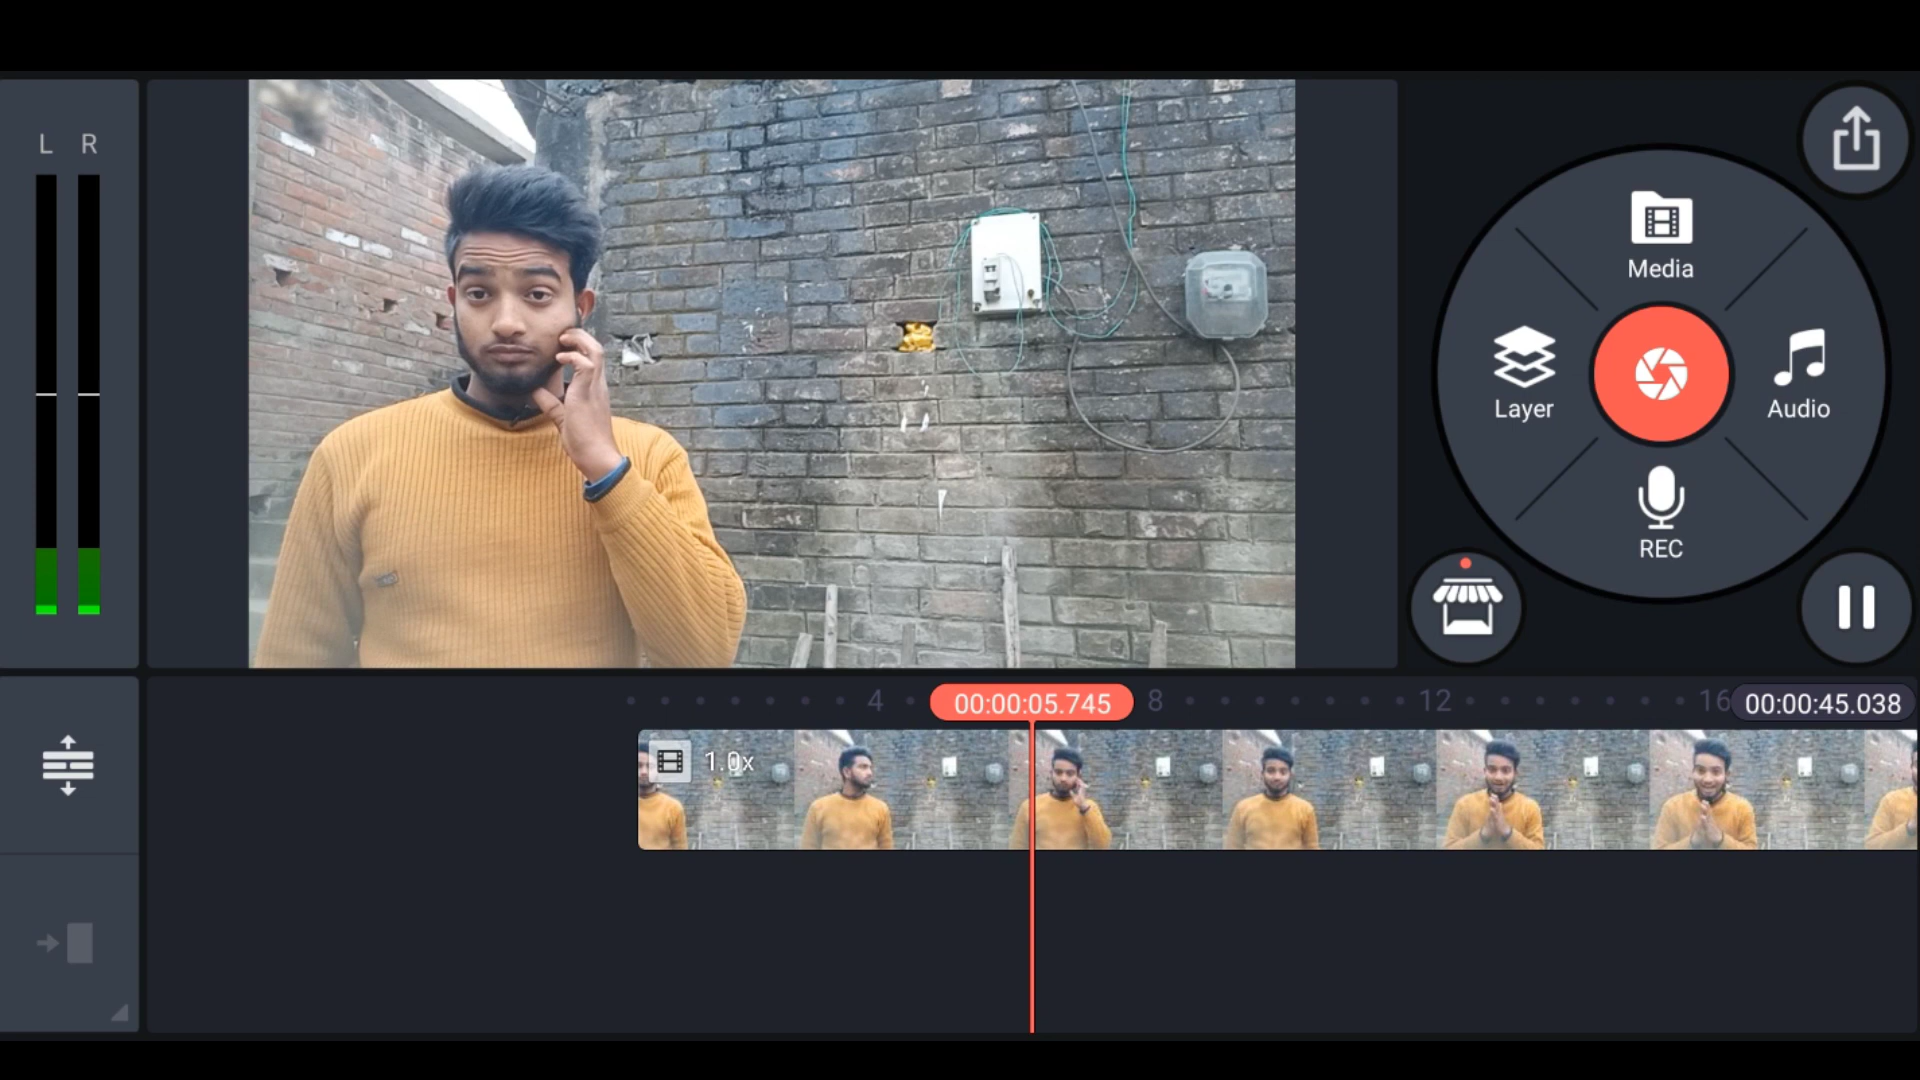 L R
Media
Layer
Audio
REC
4
00:00:05.745
8
12
16
00:00:45.038
1.0x